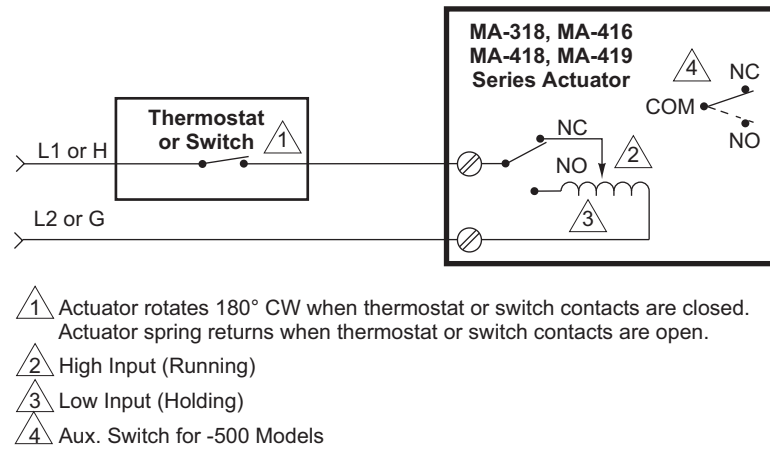 MA-318, MA-416
MA-418, MA-419
Series Actuator
4
NC
COM
NO
Thermostat
or Switch
1
L1 or H
NC
2
NO
3
L2 or G
1 Actuator rotates 180° CW when thermostat or switch contacts are closed.
Actuator spring returns when thermostat or switch contacts are open.
2 High Input (Running)
3 Low Input (Holding)
4 Aux. Switch for -500 Models